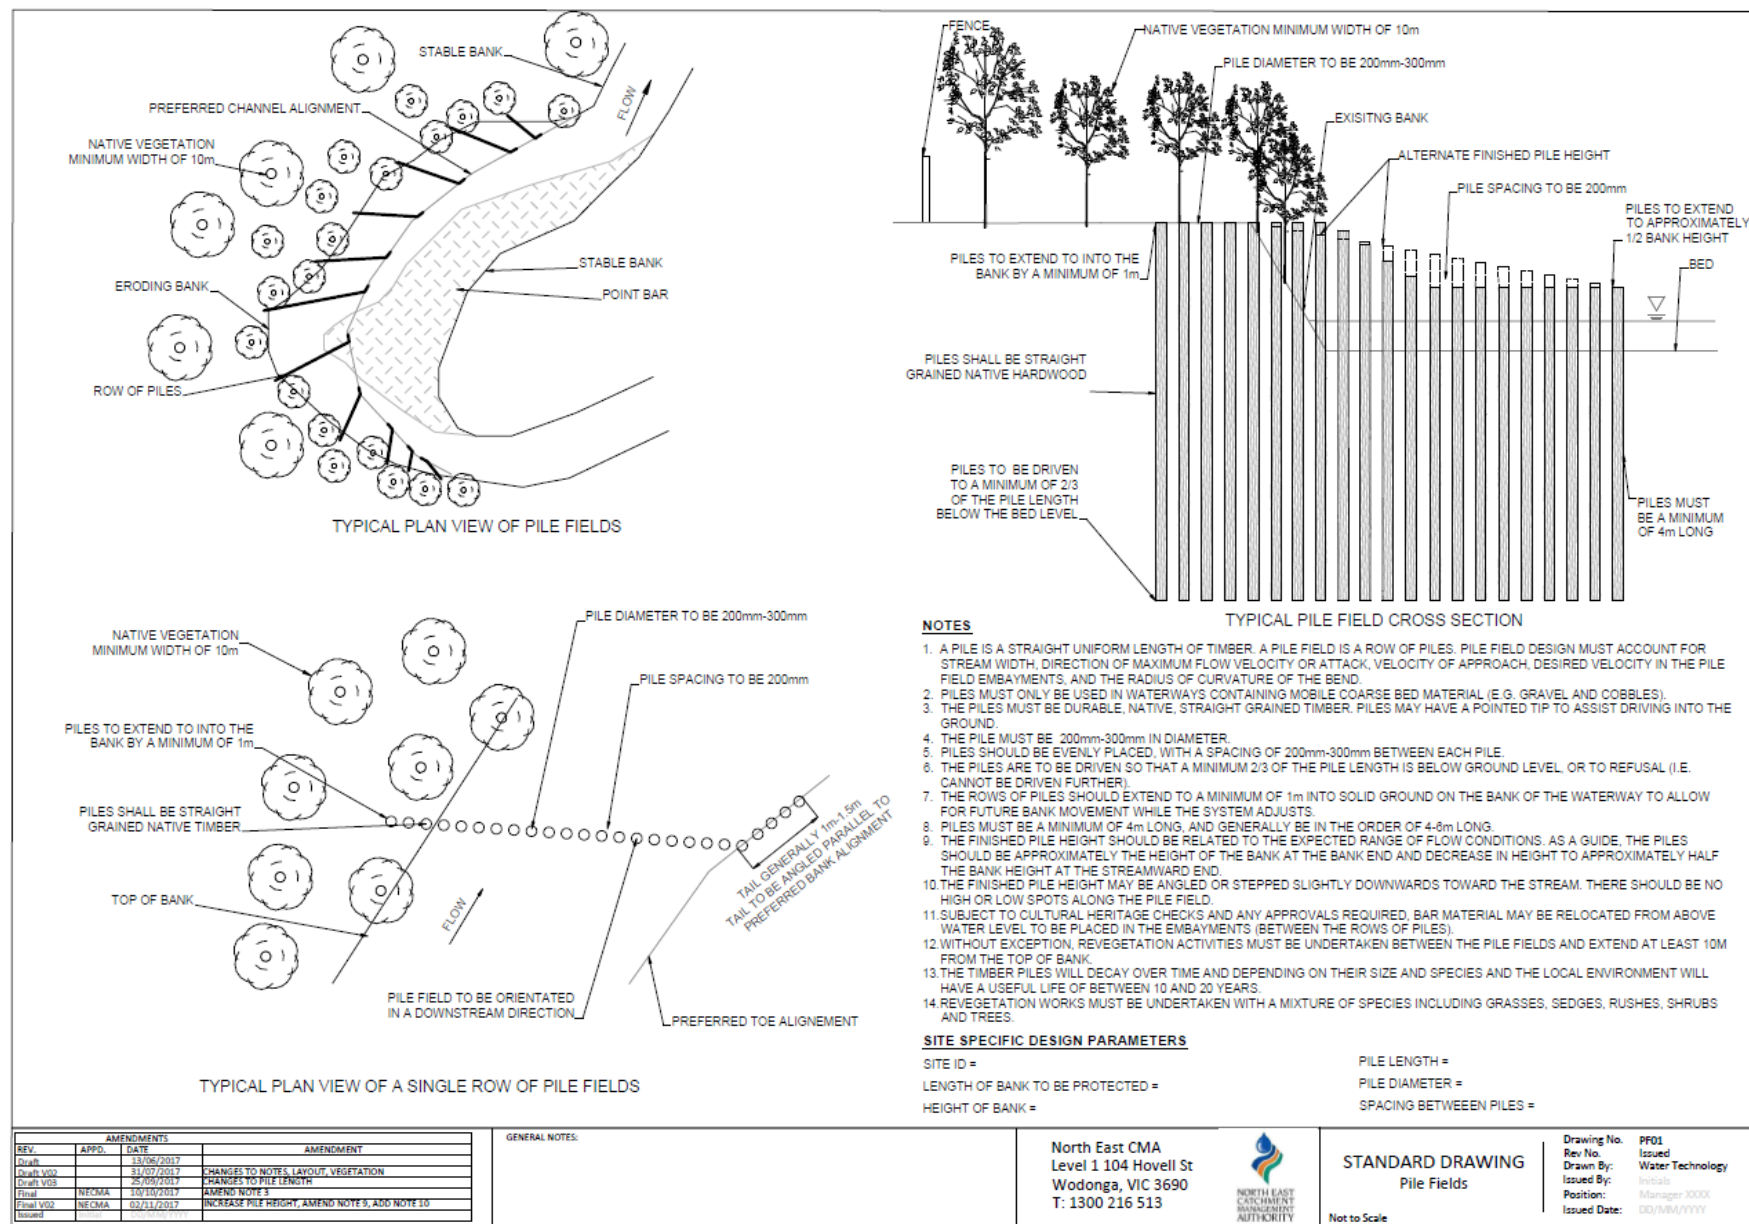 STABLE BANK
PREFERRED CHANNEL ALIGNMENT
NATIVE VEGETATION
MINIMUM WIDTH OF 10m
FLOW
STABLE BANK
POINT BAR
ERODING BANK
ROW OF PILES
TYPICAL PLAN VIEW OF PILE FIELDS
FENCE
NATIVE VEGETATION MINIMUM WIDTH OF 10m
PILE DIAMETER TO BE 200mm-300mm
EXISITNG BANK
ALTERNATE FINISHED PILE HEIGHT
PILE SPACING TO BE 200mm
PILES TO EXTEND
TO APPROXIMATELY
1/2 BANK HEIGHT
BED
PILES TO EXTEND TO INTO THE
BANK BY A MINIMUM OF 1m
PILES SHALL BE STRAIGHT
GRAINED NATIVE HARDWOOD
PILES TO BE DRIVEN
TO A MINIMUM OF 2/3
OF THE PILE LENGTH
BELOW THE BED LEVEL
PILES MUST
BE A MINIMUM
OF 4m LONG
TYPICAL PILE FIELD CROSS SECTION
NATIVE VEGETATION
MINIMUM WIDTH OF 10m
PILE DIAMETER TO BE 200mm-300mm
PILE SPACING TO BE 200mm
PILES TO EXTEND TO INTO THE
BANK BY A MINIMUM OF 1m
PILES SHALL BE STRAIGHT
GRAINED NATIVE TIMBER
TOP OF BANK
FLOW
TAIL GENERALLY 1m-1.5m
TAIL TO BE ANGLED PARALLEL TO
PREFERRED BANK ALIGNMENT
PILE FIELD TO BE ORIENTATED
IN A DOWNSTREAM DIRECTION
PREFERRED TOE ALIGNEMENT
TYPICAL PLAN VIEW OF A SINGLE ROW OF PILE FIELDS
NOTES
1. A PILE IS A STRAIGHT UNIFORM LENGTH OF TIMBER. A PILE FIELD IS A ROW OF PILES. PILE FIELD DESIGN MUST ACCOUNT FOR
STREAM WIDTH, DIRECTION OF MAXIMUM FLOW VELOCITY OR ATTACK, VELOCITY OF APPROACH, DESIRED VELOCITY IN THE PILE
FIELD EMBAYMENTS, AND THE RADIUS OF CURVATURE OF THE BEND.
2. PILES MUST ONLY BE USED IN WATERWAYS CONTAINING MOBILE COARSE BED MATERIAL (E.G. GRAVEL AND COBBLES).
3. THE PILES MUST BE DURABLE, NATIVE, STRAIGHT GRAINED TIMBER. PILES MAY HAVE A POINTED TIP TO ASSIST DRIVING INTO THE
GROUND.
4. THE PILE MUST BE 200mm-300mm IN DIAMETER.
5. PILES SHOULD BE EVENLY PLACED, WITH A SPACING OF 200mm-300mm BETWEEN EACH PILE.
6. THE PILES ARE TO BE DRIVEN SO THAT A MINIMUM 2/3 OF THE PILE LENGTH IS BELOW GROUND LEVEL, OR TO REFUSAL (I.E.
CANNOT BE DRIVEN FURTHER).
7. THE ROWS OF PILES SHOULD EXTEND TO A MINIMUM OF 1m INTO SOLID GROUND ON THE BANK OF THE WATERWAY TO ALLOW
FOR FUTURE BANK MOVEMENT WHILE THE SYSTEM ADJUSTS.
8. PILES MUST BE A MINIMUM OF 4m LONG, AND GENERALLY BE IN THE ORDER OF 4-6m LONG.
9. THE FINISHED PILE HEIGHT SHOULD BE RELATED TO THE EXPECTED RANGE OF FLOW CONDITIONS. AS A GUIDE, THE PILES
SHOULD BE APPROXIMATELY THE HEIGHT OF THE BANK AT THE BANK END AND DECREASE IN HEIGHT TO APPROXIMATELY HALF
THE BANK HEIGHT AT THE STREAMWARD END.
10.THE FINISHED PILE HEIGHT MAY BE ANGLED OR STEPPED SLIGHTLY DOWNWARDS TOWARD THE STREAM. THERE SHOULD BE NO
HIGH OR LOW SPOTS ALONG THE PILE FIELD.
11.SUBJECT TO CULTURAL HERITAGE CHECKS AND ANY APPROVALS REQUIRED, BAR MATERIAL MAY BE RELOCATED FROM ABOVE
WATER LEVEL TO BE PLACED IN THE EMBAYMENTS (BETWEEN THE ROWS OF PILES).
12.WITHOUT EXCEPTION, REVEGETATION ACTIVITIES MUST BE UNDERTAKEN BETWEEN THE PILE FIELDS AND EXTEND AT LEAST 10M
FROM THE TOP OF BANK.
13.THE TIMBER PILES WILL DECAY OVER TIME AND DEPENDING ON THEIR SIZE AND SPECIES AND THE LOCAL ENVIRONMENT WILL
HAVE A USEFUL LIFE OF BETWEEN 10 AND 20 YEARS.
14.REVEGETATION WORKS MUST BE UNDERTAKEN WITH A MIXTURE OF SPECIES INCLUDING GRASSES, SEDGES, RUSHES, SHRUBS
AND TREES.
SITE SPECIFIC DESIGN PARAMETERS
SITE ID =
LENGTH OF BANK TO BE PROTECTED =
HEIGHT OF BANK =
PILE LENGTH =
PILE DIAMETER =
SPACING BETWEEEN PILES =
AMENDMENTS
REV. APPD. DATE AMENDMENT
Draft 13/06/2017
Draft V02 31/07/2017 CHANGES TO NOTES, LAYOUT, VEGETATION
Draft V03 25/09/2017 CHANGES TO PILE LENGTH
Final NECMA 10/10/2017 AMEND NOTE 3
Final V02 NECMA 02/11/2017 INCREASE PILE HEIGHT, AMEND NOTE 9, ADD NOTE 10
Issued Initial DD/MM/YYYY
GENERAL NOTES:
North East CMA
Level 1 104 Hovell St
Wodonga, VIC 3690
T: 1300 216 513
NORTH EAST
CATCHMENT
MANAGEMENT
AUTHORITY
STANDARD DRAWING
Pile Fields
Not to Scale
Drawing No. PF01
Rev No. Issued
Drawn By: Water Technology
Issued By: Initials
Position: Manager XXXX
Issued Date: DD/MM/YYYY